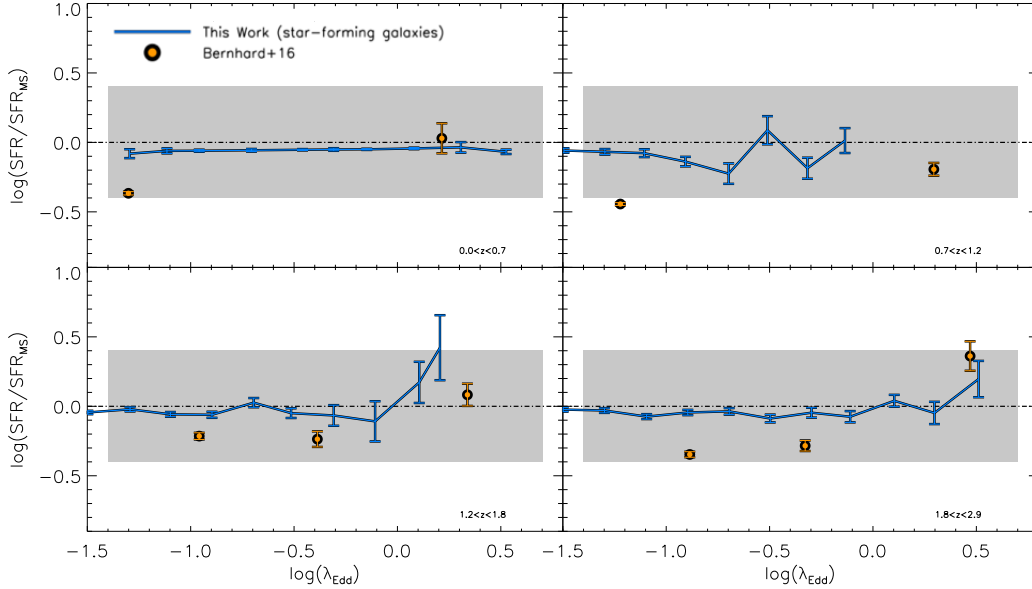 1.0
0.5
0.0
−0.5
log(SFR/SFR_MS)
This Work (star-forming galaxies)
Bernhard+16
0.0<z<0.7
0.7<z<1.2
1.0
0.5
0.0
−0.5
log(SFR/SFR_MS)
1.2<z<1.8
1.8<z<2.9
−1.5 −1.0 −0.5 0.0 0.5 −1.5 −1.0 −0.5 0.0 0.5
log(λ_Edd) log(λ_Edd)